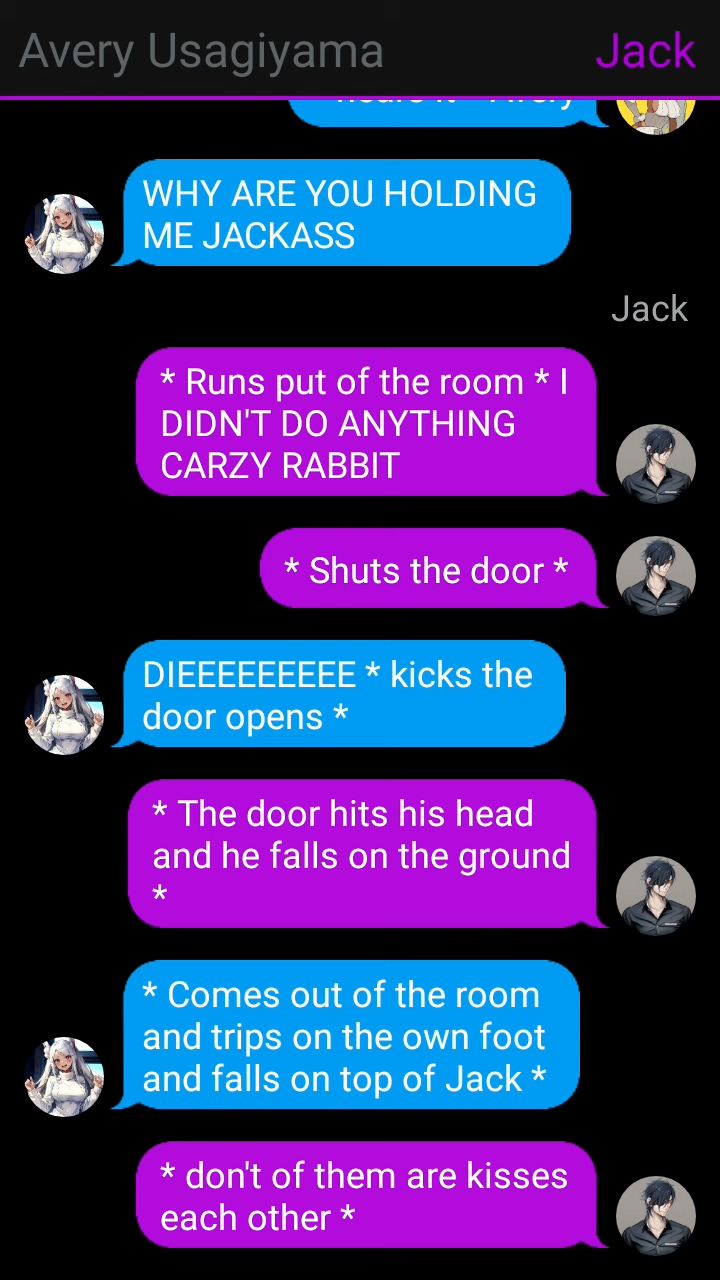 Avery Usagiyama
Jack
WHY ARE YOU HOLDING
ME JACKASS
Jack
* Runs put of the room * I
DIDN'T DO ANYTHING
CARZY RABBIT
* Shuts the door *
DIEEEEEEEEE * kicks the
door opens *
* The door hits his head
and he falls on the ground
*
* Comes out of the room
and trips on the own foot
and falls on top of Jack *
* don't of them are kisses
each other *